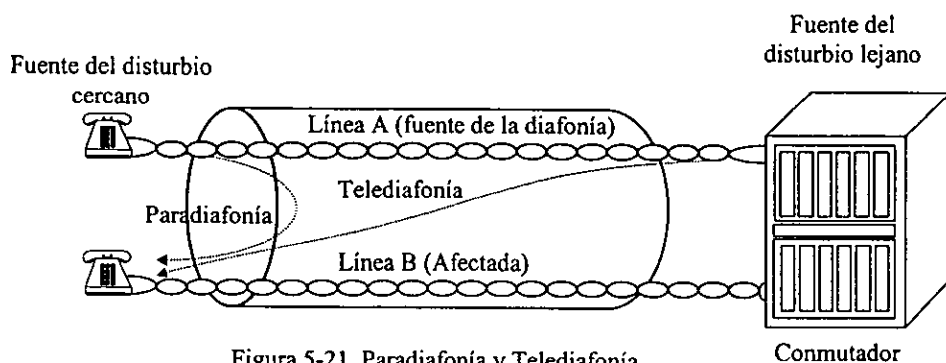 Fuente del
disturbio lejano
Fuente del disturbio
cercano
Línea A (fuente de la diafonía)
Telediafonía
Paradiafonía
Línea B (Afectada)
Conmutador
Figura 5-21. Paradiafonía y Telediafonía